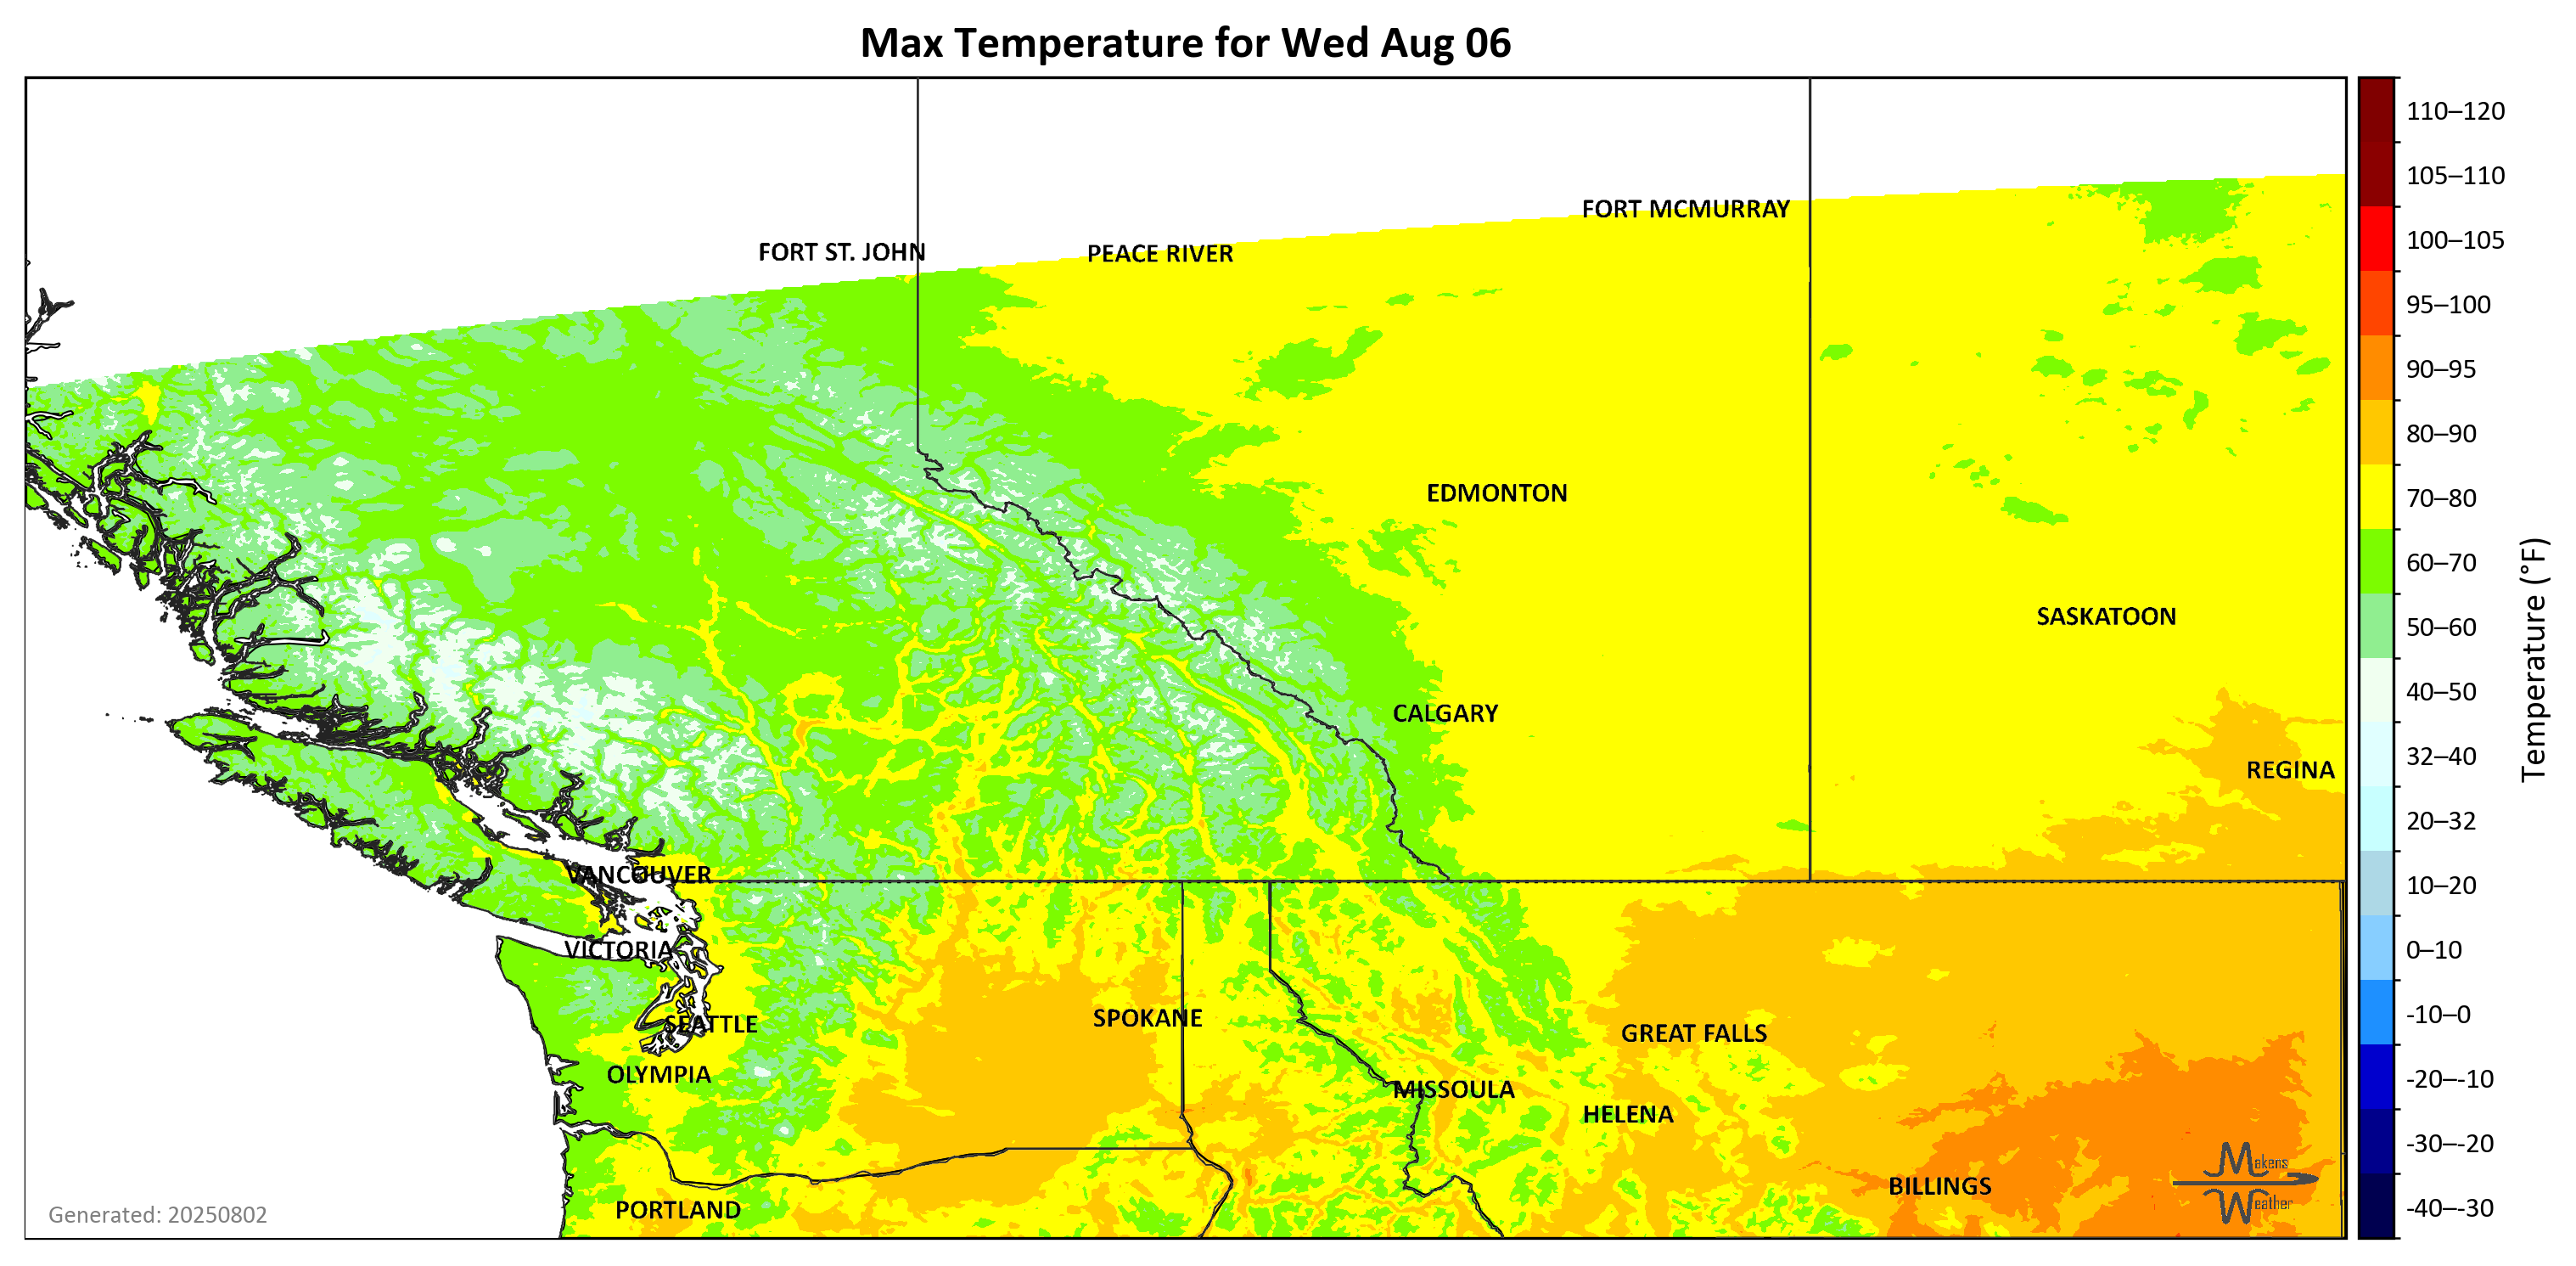 Max Temperature for Wed Aug 06
110–120
105–110
FORT MCMURRAY
100–105
FORT ST. JOHN
PEACE RIVER
95–100
90–95
80–90
EDMONTON
70–80
60–70
SASKATOON
50–60
Temperature (°F)
40–50
CALGARY
32–40
REGINA
20–32
VANCOUVER
10–20
VICTORIA
0–10
SPOKANE
SEATTLE
-10–0
GREAT FALLS
OLYMPIA
-20–-10
MISSOULA
HELENA
-30–-20
Makens
BILLINGS
Weather
PORTLAND
-40–-30
Generated: 20250802